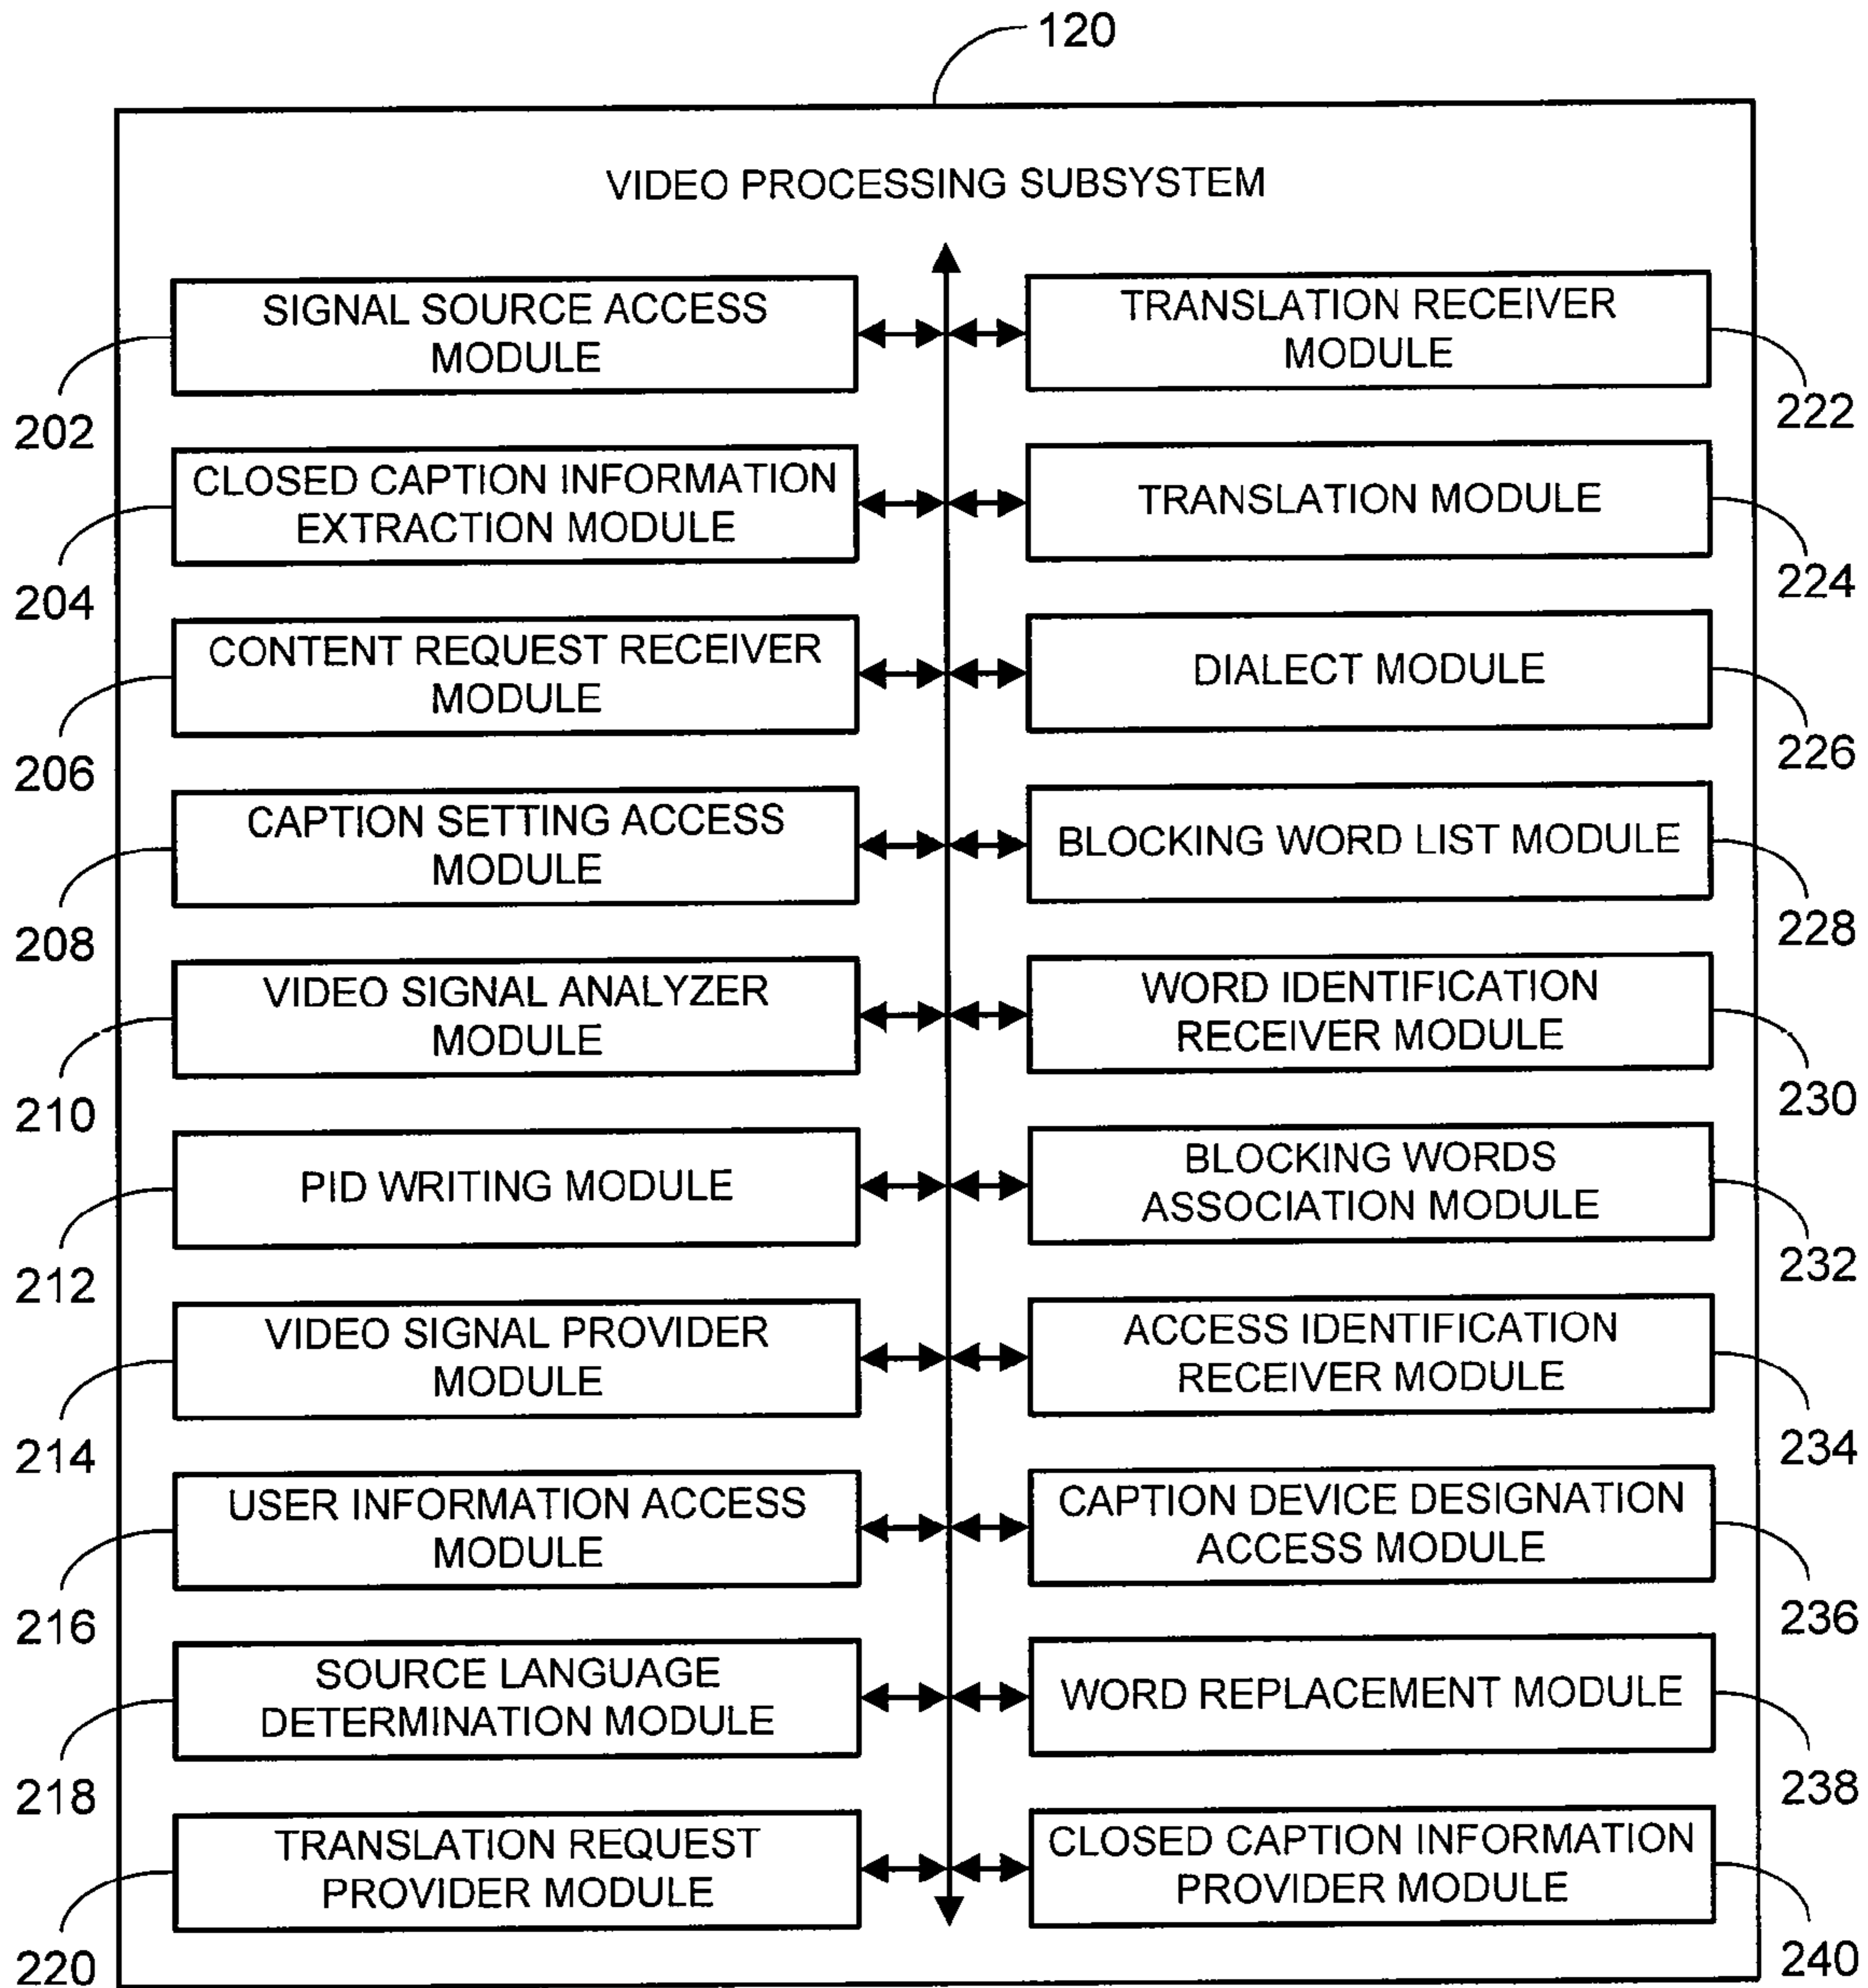 120
VIDEO PROCESSING SUBSYSTEM
SIGNAL SOURCE ACCESS
MODULE
202
CLOSED CAPTION INFORMATION
EXTRACTION MODULE
204
CONTENT REQUEST RECEIVER
MODULE
206
CAPTION SETTING ACCESS
MODULE
208
VIDEO SIGNAL ANALYZER
MODULE
210
PID WRITING MODULE
212
VIDEO SIGNAL PROVIDER
MODULE
214
USER INFORMATION ACCESS
MODULE
216
SOURCE LANGUAGE
DETERMINATION MODULE
218
TRANSLATION REQUEST
PROVIDER MODULE
220
TRANSLATION RECEIVER
MODULE
222
TRANSLATION MODULE
224
DIALECT MODULE
226
BLOCKING WORD LIST MODULE
228
WORD IDENTIFICATION
RECEIVER MODULE
230
BLOCKING WORDS
ASSOCIATION MODULE
232
ACCESS IDENTIFICATION
RECEIVER MODULE
234
CAPTION DEVICE DESIGNATION
ACCESS MODULE
236
WORD REPLACEMENT MODULE
238
CLOSED CAPTION INFORMATION
PROVIDER MODULE
240